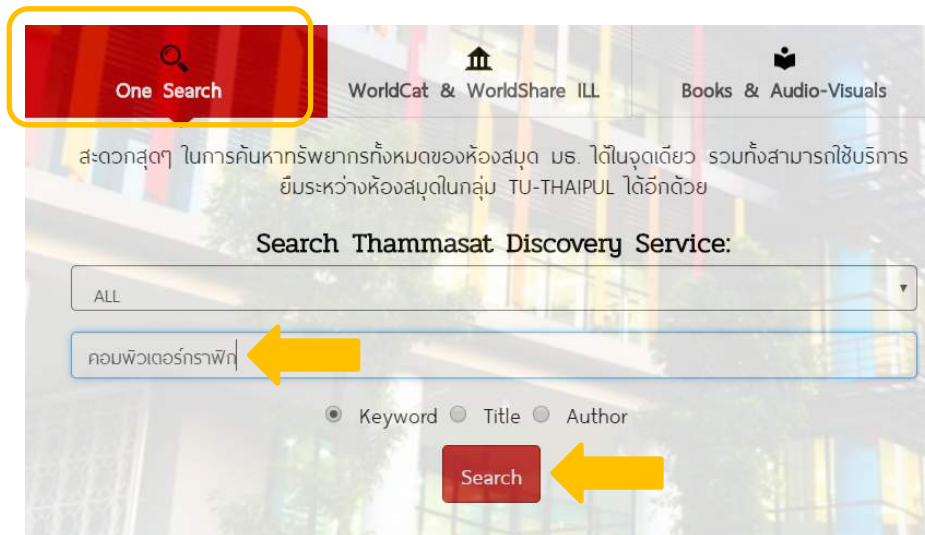 One Search
WorldCat & WorldShare ILL
Books & Audio-Visuals
สะดวกสุดๆ ในการค้นหาทรัพยากรทั้งหมดของห้องสมุด มธ. ได้ในจุดเดียว รวมทั้งสามารถใช้บริการ
ยืมระหว่างห้องสมุดในกลุ่ม TU-THAIPUL ได้อีกด้วย
Search Thammasat Discovery Service:
ALL
คอมพิวเตอร์กราฟิก
Keyword Title Author
Search